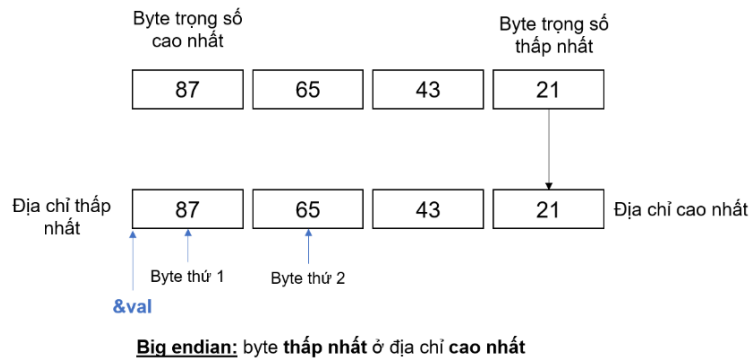 Byte trọng số
cao nhất
Byte trọng số
thấp nhất
87 65 43 21
Địa chỉ thấp
nhất
87 65 43 21
Địa chỉ cao nhất
Byte thứ 1
Byte thứ 2
&val
Big endian: byte thấp nhất ở địa chỉ cao nhất